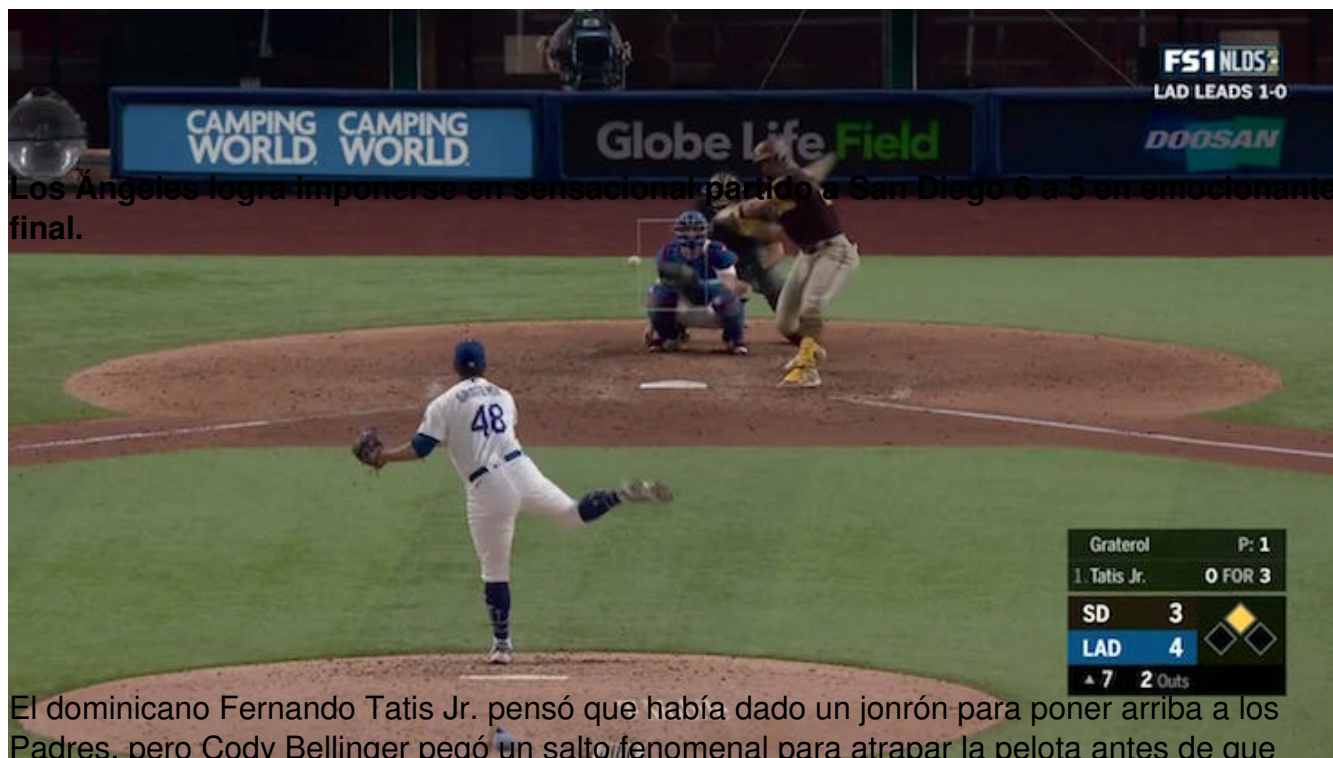 FS1 NLDS
LAD LEADS 1-0
CAMPING CAMPING
WORLD WORLD
Globe Life Field
DOOSAN
Los Ángeles logra imponerse en sensacional partido a San Diego 6 a 5 en emocionante
final.
48
Graterol P: 1
1 Tatis Jr. 0 FOR 3
SD 3
LAD 4
▲ 7 2 Outs
El dominicano Fernando Tatis Jr. pensó que había dado un jonrón para poner arriba a los
Padres, pero Cody Bellinger pegó un salto fenomenal para atrapar la pelota antes de que